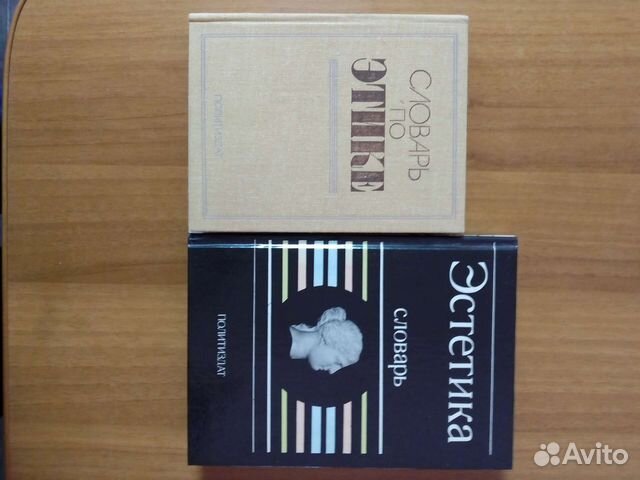 СЛОВАРЬ
ПО
ЭТИКЕ
ПОЛИТИЗДАТ
Эстетика
словарь
ПОЛИТИЗДАТ
Avito